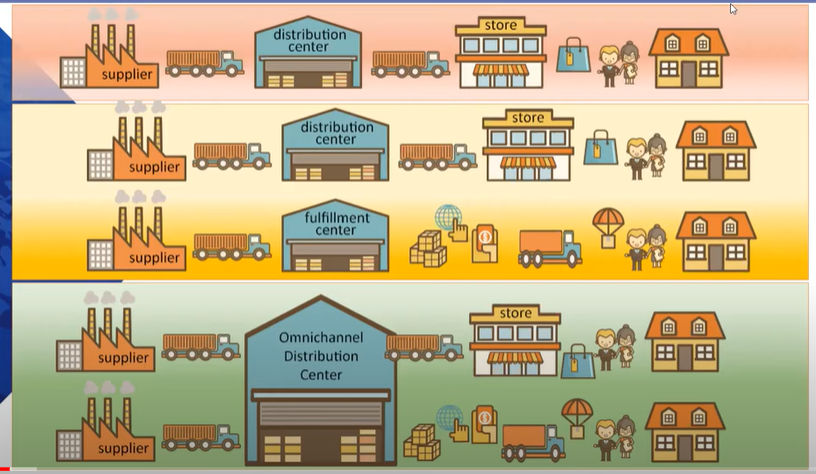 supplier
distribution
center
store
supplier
distribution
center
store
supplier
fulfillment
center
supplier
Omnichannel
Distribution
Center
store
supplier